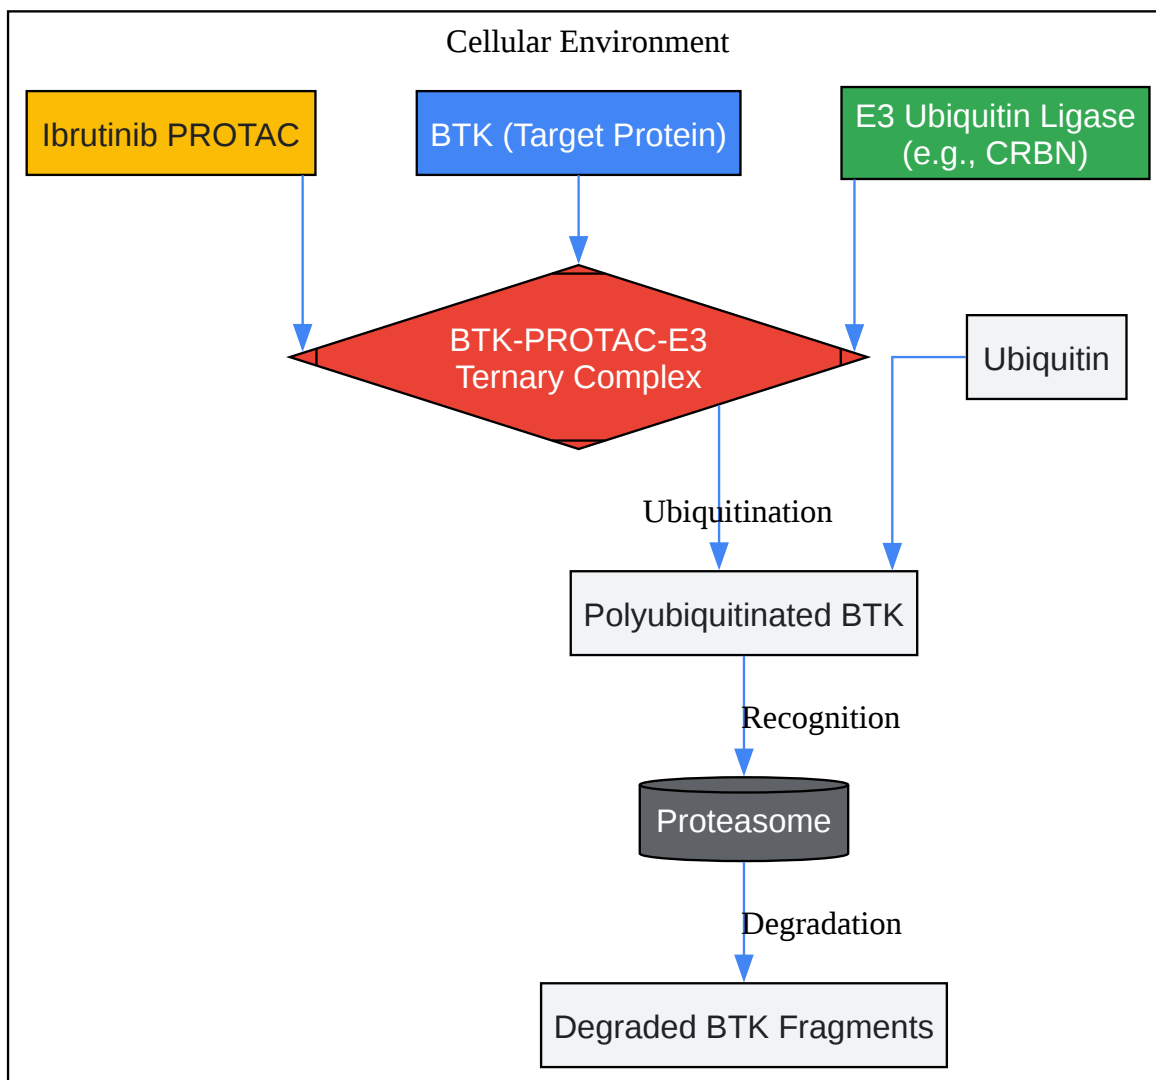 Cellular Environment
Ibrutinib PROTAC
BTK (Target Protein)
E3 Ubiquitin Ligase
(e.g., CRBN)
BTK-PROTAC-E3
Ternary Complex
Ubiquitin
Ubiquitination
Polyubiquitinated BTK
Recognition
Proteasome
Degradation
Degraded BTK Fragments